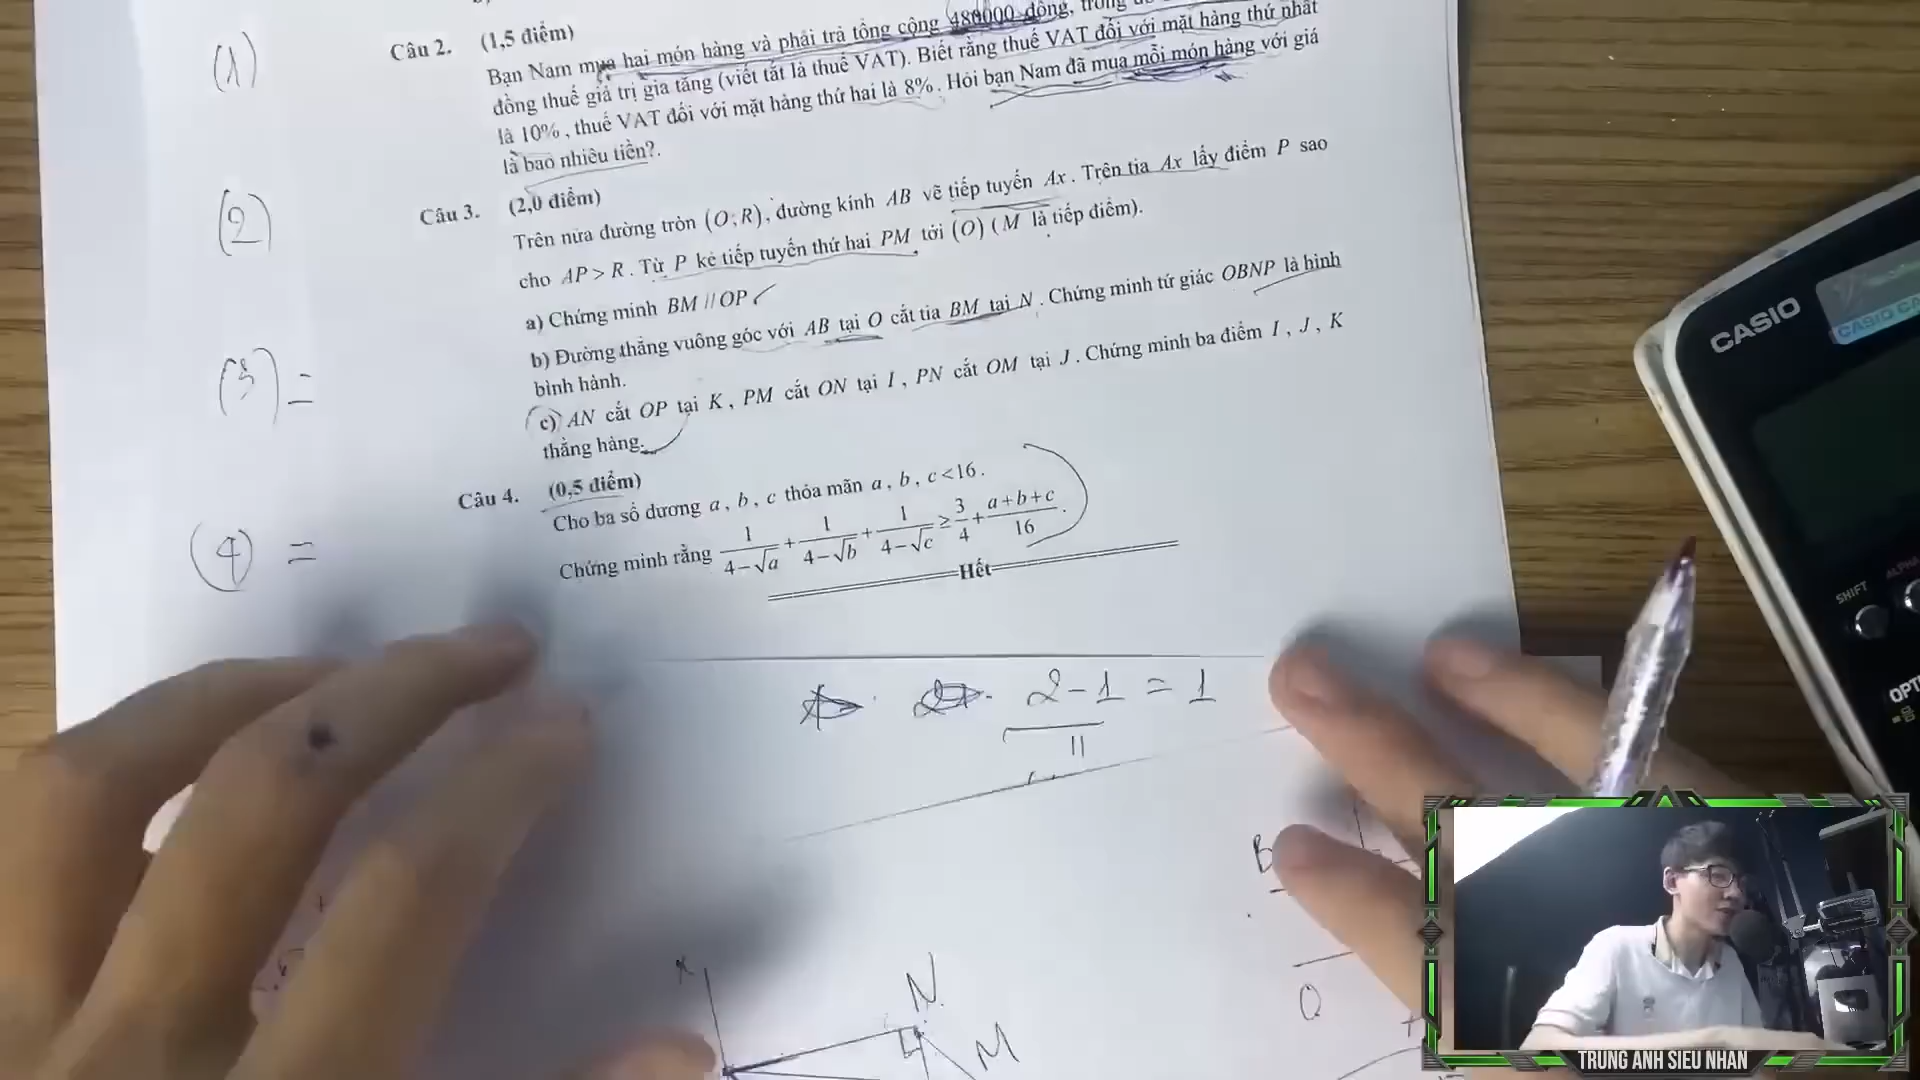 (1)
Câu 2. (1,5 điểm)
Bạn Nam mua hai món hàng và phải trả tổng cộng 480000 đồng, trong
đồng thuế giá trị gia tăng (viết tắt là thuế VAT). Biết rằng thuế VAT đối với mặt hàng thứ nhất
là 10%, thuế VAT đối với mặt hàng thứ hai là 8%. Hỏi bạn Nam đã mua mỗi món hàng với giá
là bao nhiêu tiền?.
(2)
Câu 3. (2,0 điểm)
Trên nửa đường tròn (O;R), đường kính AB vẽ tiếp tuyến Ax. Trên tia Ax lấy điểm P sao
cho AP > R. Từ P kẻ tiếp tuyến thứ hai PM tới (O) (M là tiếp điểm).
a) Chứng minh BM // OP
b) Đường thẳng vuông góc với AB tại O cắt tia BM tại N. Chứng minh tứ giác OBNP là hình
bình hành.
(3) =
c) AN cắt OP tại K, PM cắt ON tại I, PN cắt OM tại J. Chứng minh ba điểm I, J, K
thẳng hàng.
Câu 4. (0,5 điểm)
Cho ba số dương a, b, c thỏa mãn a, b, c < 16.
(4) =
Chứng minh rằng 1/(4-√a) + 1/(4-√b) + 1/(4-√c) ≥ 3/4 + (a+b+c)/16.
Hết
2-1 = 1
11
B
x
N
M
O
CASIO
CASIO
SHIFT
ALPHA
OPT
TRUNG ANH SIEU NHAN